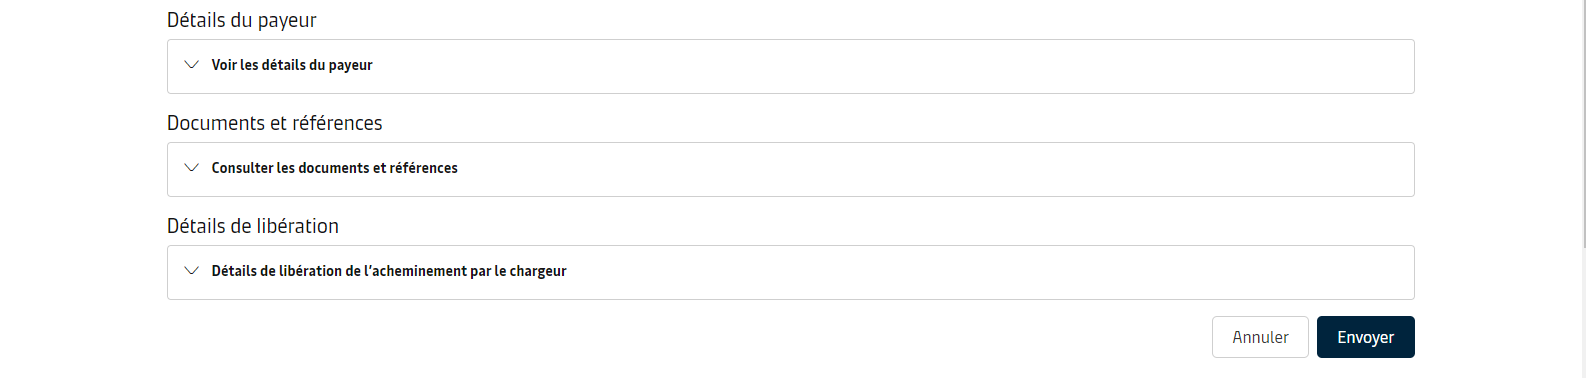 Détails du payeur
Voir les détails du payeur
Documents et références
Consulter les documents et références
Détails de libération
Détails de libération de l’acheminement par le chargeur
Annuler
Envoyer